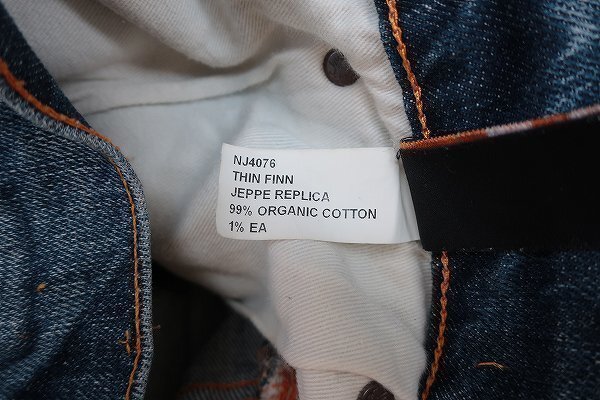 NJ4076
THIN FINN
JEPPE REPLICA
99% ORGANIC COTTON
1% EA